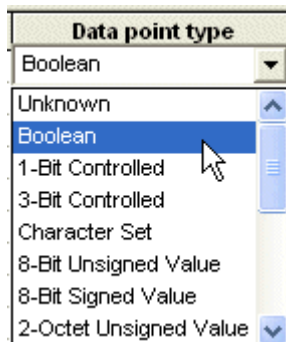 Data point type
Boolean
Unknown
Boolean
1-Bit Controlled
3-Bit Controlled
Character Set
8-Bit Unsigned Value
8-Bit Signed Value
2-Octet Unsigned Value